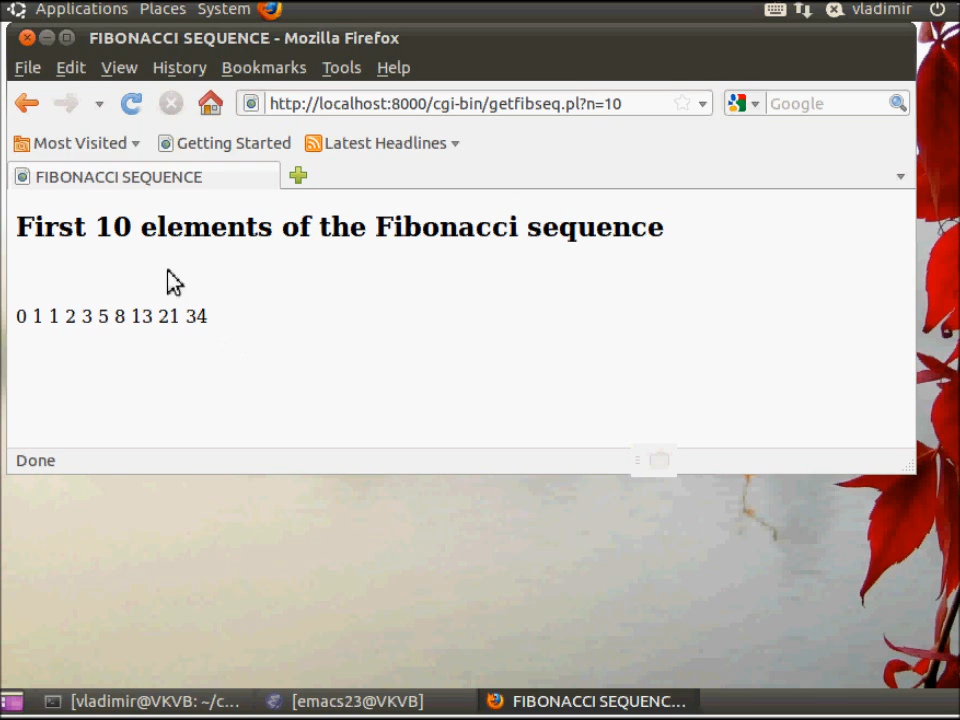 Applications Places System vladimir
FIBONACCI SEQUENCE - Mozilla Firefox
File Edit View History Bookmarks Tools Help
http://localhost:8000/cgi-bin/getfibseq.pl?n=10 Google
Most Visited Getting Started Latest Headlines
FIBONACCI SEQUENCE
First 10 elements of the Fibonacci sequence
0 1 1 2 3 5 8 13 21 34
Done
[vladimir@VKVB: ~/c... [emacs23@VKVB] FIBONACCI SEQUENC...